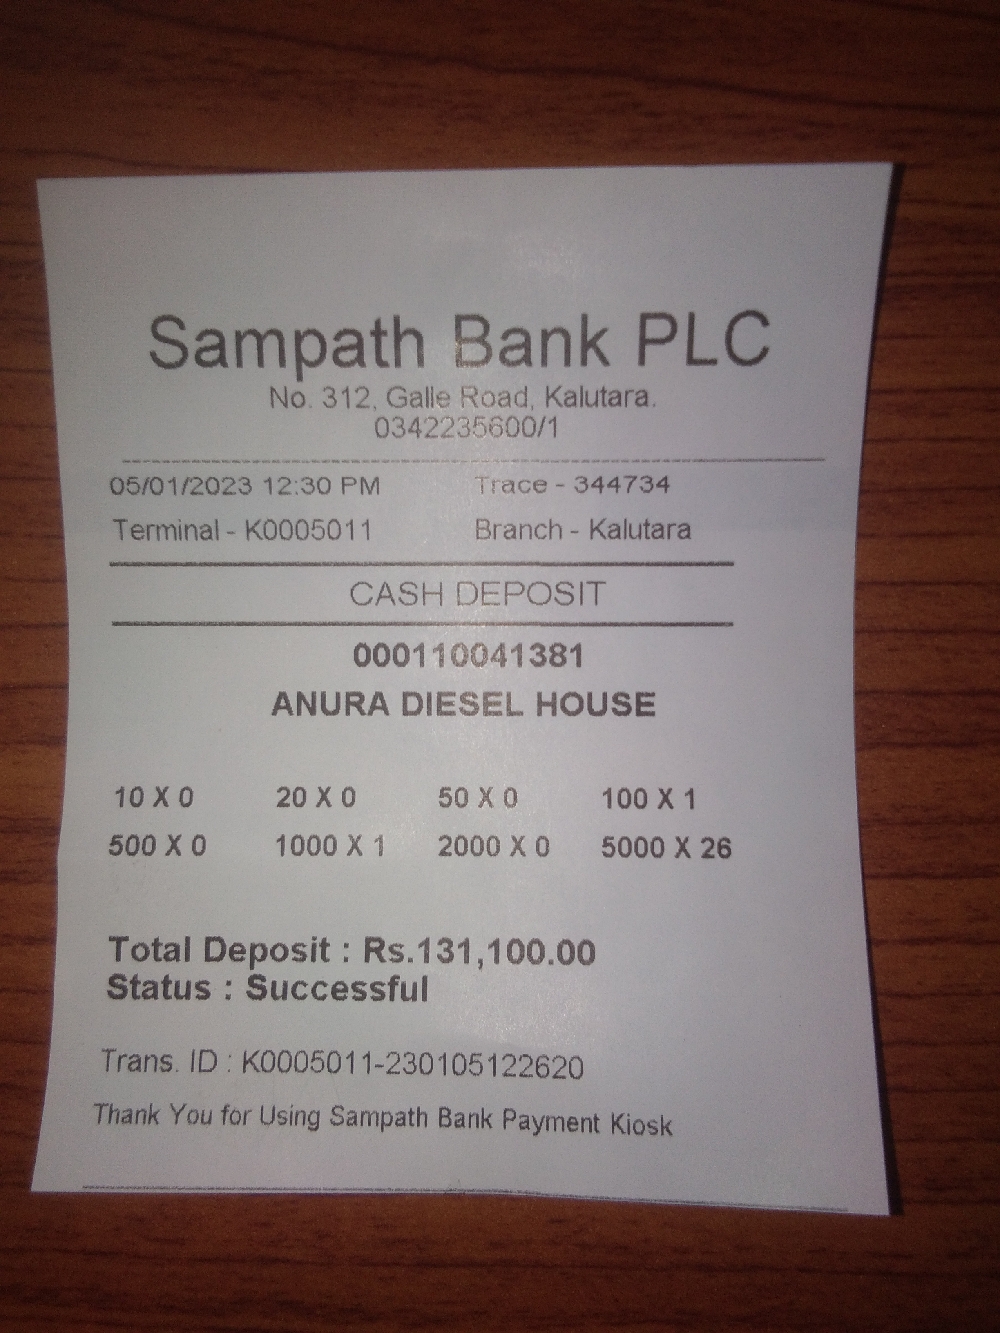 Sampath Bank PLC
No. 312, Galle Road, Kalutara.
0342235600/1
05/01/2023 12:30 PM Trace - 344734
Terminal - K0005011 Branch - Kalutara
CASH DEPOSIT
000110041381
ANURA DIESEL HOUSE
10 X 0 20 X 0 50 X 0 100 X 1
500 X 0 1000 X 1 2000 X 0 5000 X 26
Total Deposit : Rs.131,100.00
Status : Successful
Trans. ID : K0005011-230105122620
Thank You for Using Sampath Bank Payment Kiosk